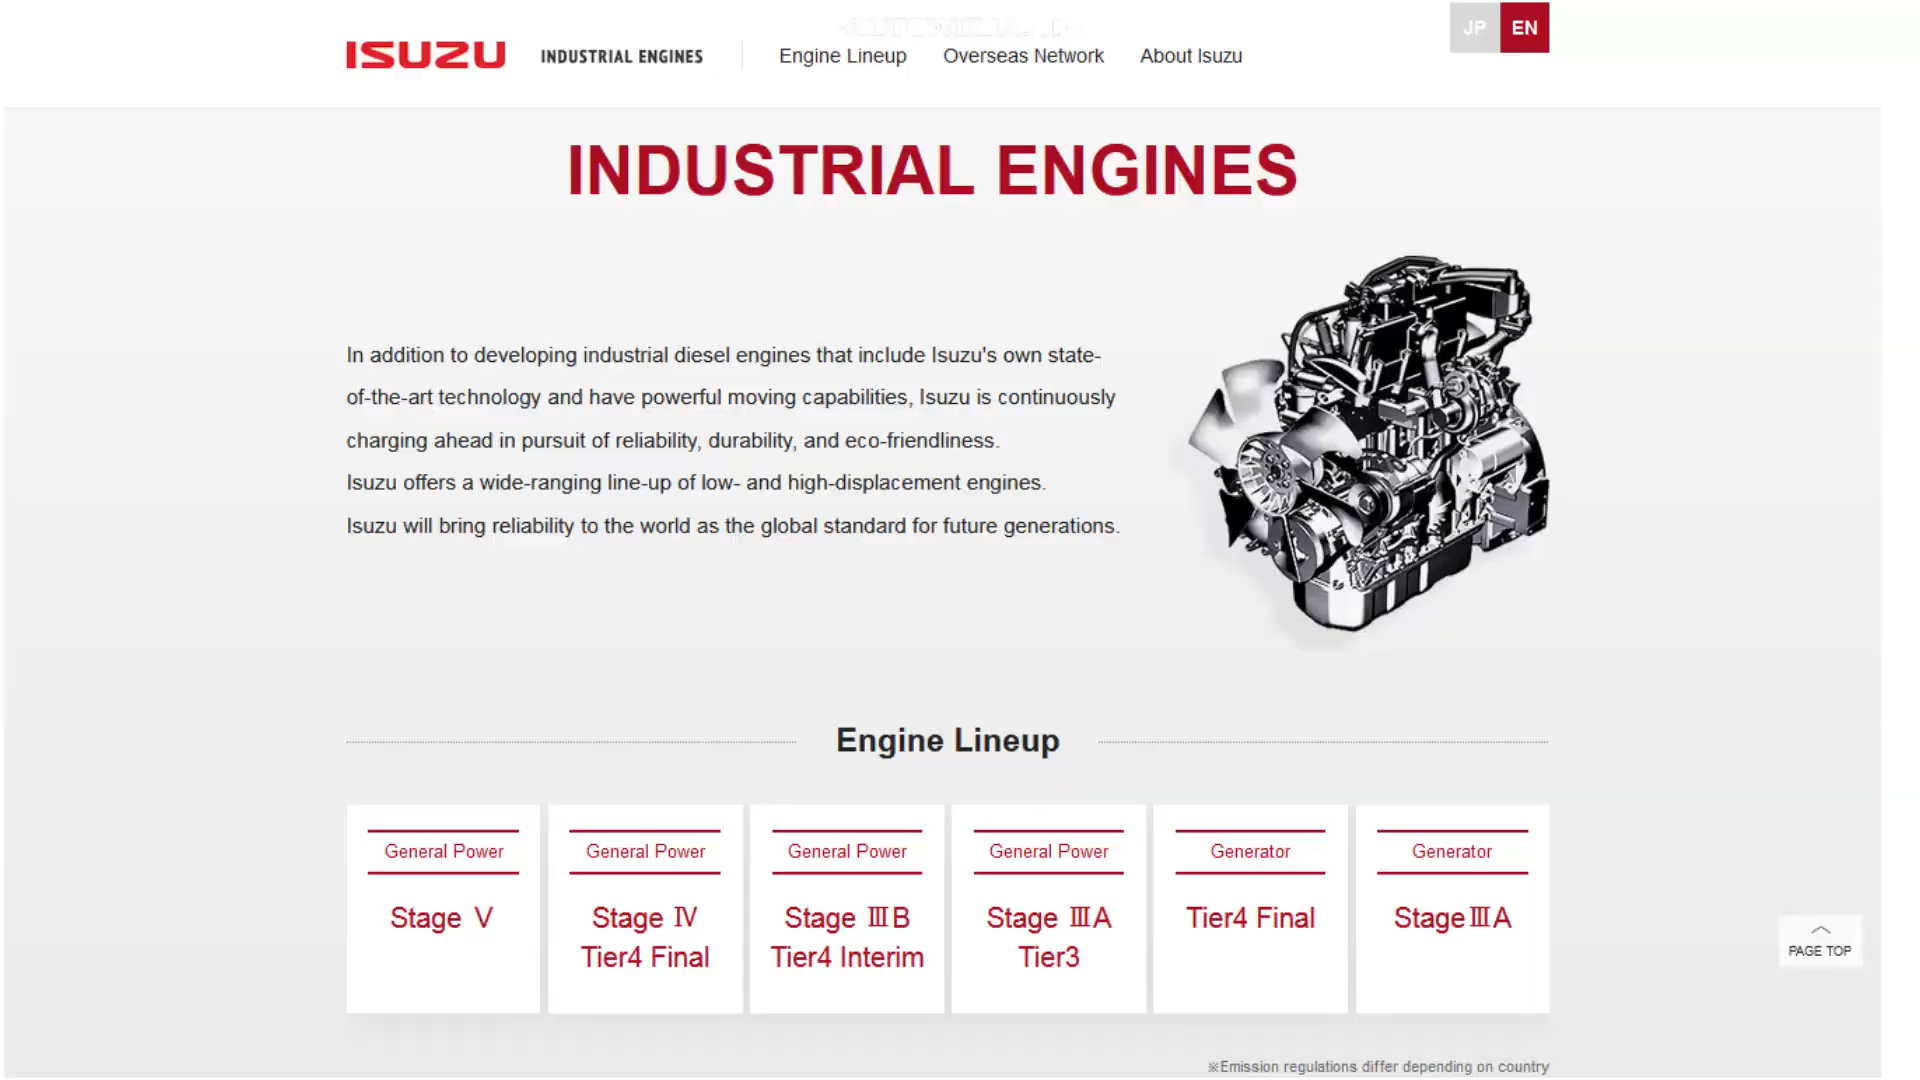 ISUZU INDUSTRIAL ENGINES Engine Lineup Overseas Network About Isuzu JP EN
INDUSTRIAL ENGINES
In addition to developing industrial diesel engines that include Isuzu's own state-
of-the-art technology and have powerful moving capabilities, Isuzu is continuously
charging ahead in pursuit of reliability, durability, and eco-friendliness.
Isuzu offers a wide-ranging line-up of low- and high-displacement engines.
Isuzu will bring reliability to the world as the global standard for future generations.
Engine Lineup
General Power
Stage Ⅴ
General Power
Stage Ⅳ
Tier4 Final
General Power
Stage ⅢB
Tier4 Interim
General Power
Stage ⅢA
Tier3
Generator
Tier4 Final
Generator
StageⅢA
PAGE TOP
※Emission regulations differ depending on country